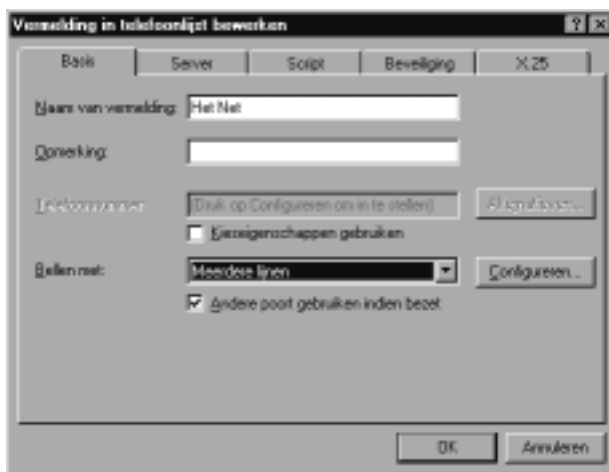 Vermelding in telefoonlijst bewerken
Basis Server Script Beveiliging X.25
Naam van vermelding: Het Net
Opmerking:
Telefoonnummer (Druk op Configureren om in te stellen)
Kieseigenschappen gebruiken
Bellen met: Meerdere lijnen Configureren...
Andere poort gebruiken indien bezet
OK Annuleren